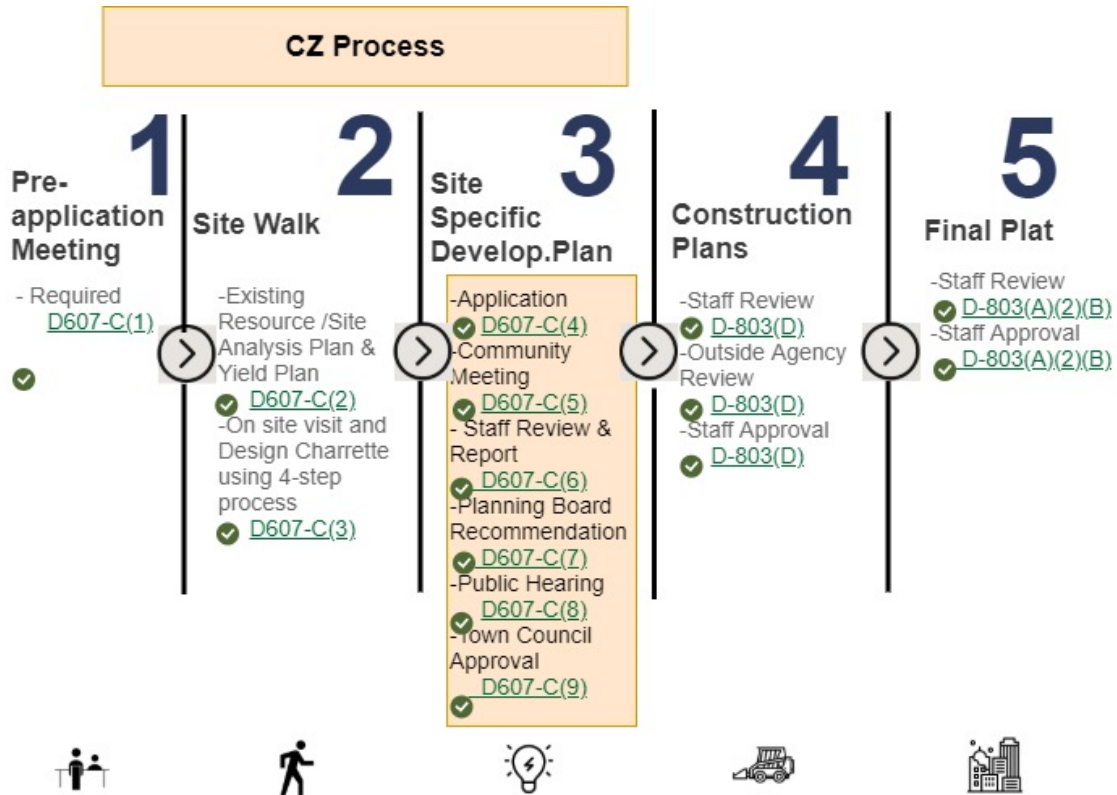 CZ Process
1
Pre-
application
Meeting
- Required
D607-C(1)
2
Site Walk
-Existing
Resource /Site
Analysis Plan &
Yield Plan
D607-C(2)
-On site visit and
Design Charrette
using 4-step
process
D607-C(3)
3
Site
Specific
Develop.Plan
-Application
D607-C(4)
-Community
Meeting
D607-C(5)
- Staff Review &
Report
D607-C(6)
-Planning Board
Recommendation
D607-C(7)
-Public Hearing
D607-C(8)
-Town Council
Approval
D607-C(9)
4
Construction
Plans
-Staff Review
D-803(D)
-Outside Agency
Review
D-803(D)
-Staff Approval
D-803(D)
5
Final Plat
-Staff Review
D-803(A)(2)(B)
-Staff Approval
D-803(A)(2)(B)